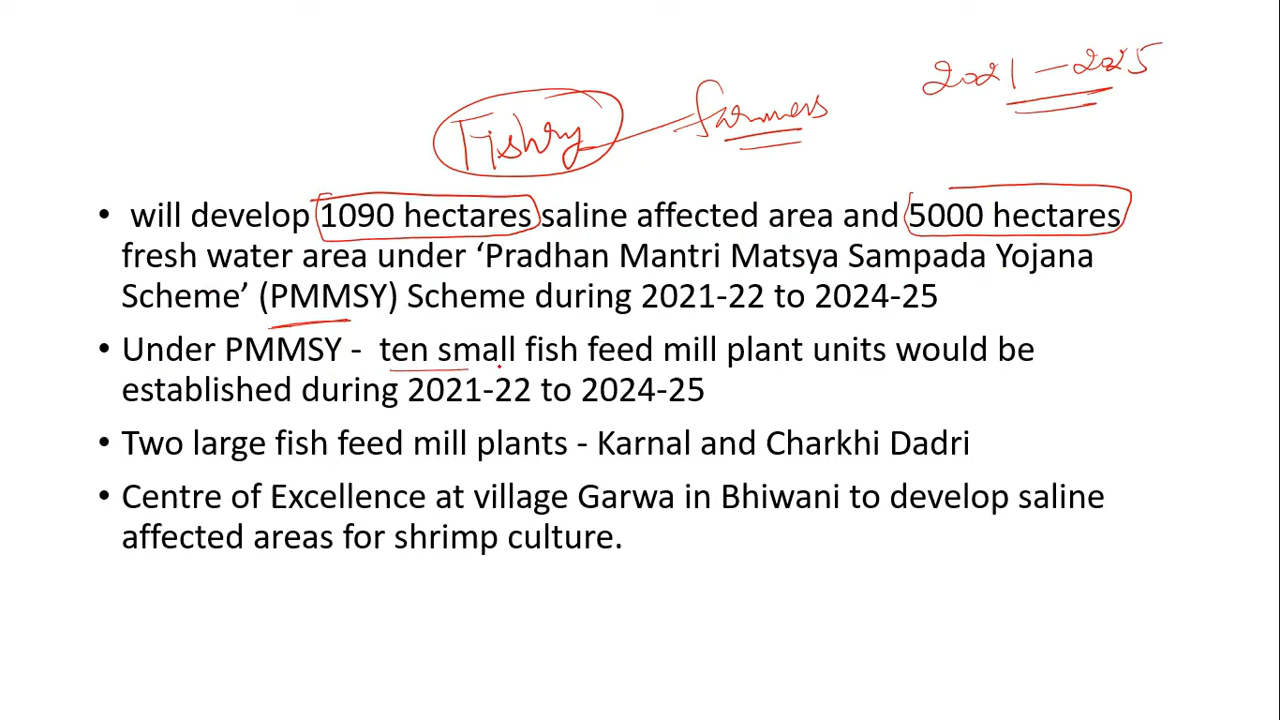 2021 - 2025
Fishry farmers
• will develop 1090 hectares saline affected area and 5000 hectares
fresh water area under ‘Pradhan Mantri Matsya Sampada Yojana
Scheme’ (PMMSY) Scheme during 2021-22 to 2024-25
• Under PMMSY - ten small fish feed mill plant units would be
established during 2021-22 to 2024-25
• Two large fish feed mill plants - Karnal and Charkhi Dadri
• Centre of Excellence at village Garwa in Bhiwani to develop saline
affected areas for shrimp culture.